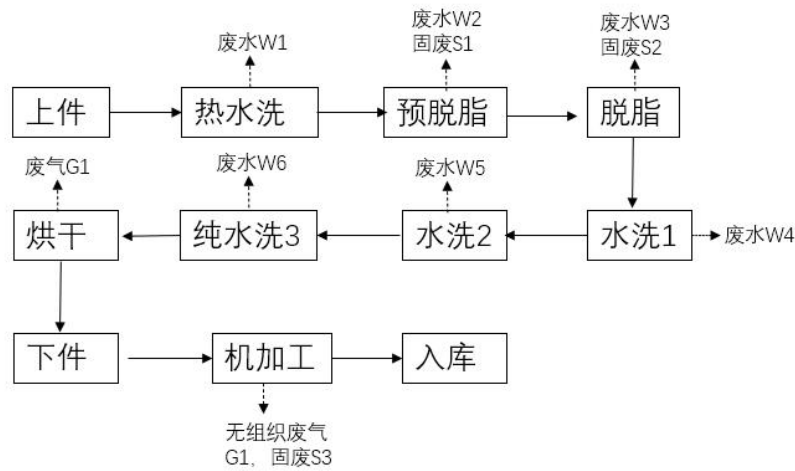 废水W1
废水W2
固废S1
废水W3
固废S2
上件
热水洗
预脱脂
脱脂
废气G1
废水W6
废水W5
烘干
纯水洗3
水洗2
水洗1
废水W4
下件
机加工
入库
无组织废气
G1，固废S3